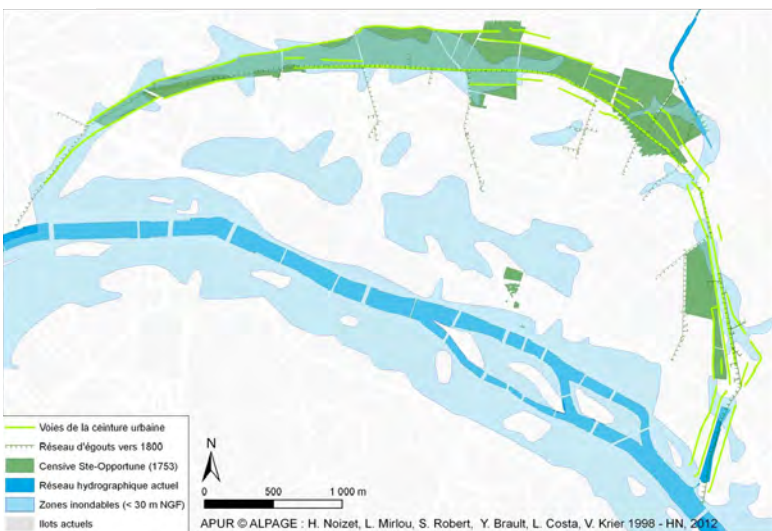 Voies de la ceinture urbaine
Réseau d'égouts vers 1800
Censive Ste-Opportune (1753)
Réseau hydrographique actuel
Zones inondables (< 30 m NGF)
Ilots actuels
N
0 500 1 000 m
APUR © ALPAGE : H. Noizet, L. Mirlou, S. Robert, Y. Brault, L. Costa, V. Krier 1998 - HN, 2012